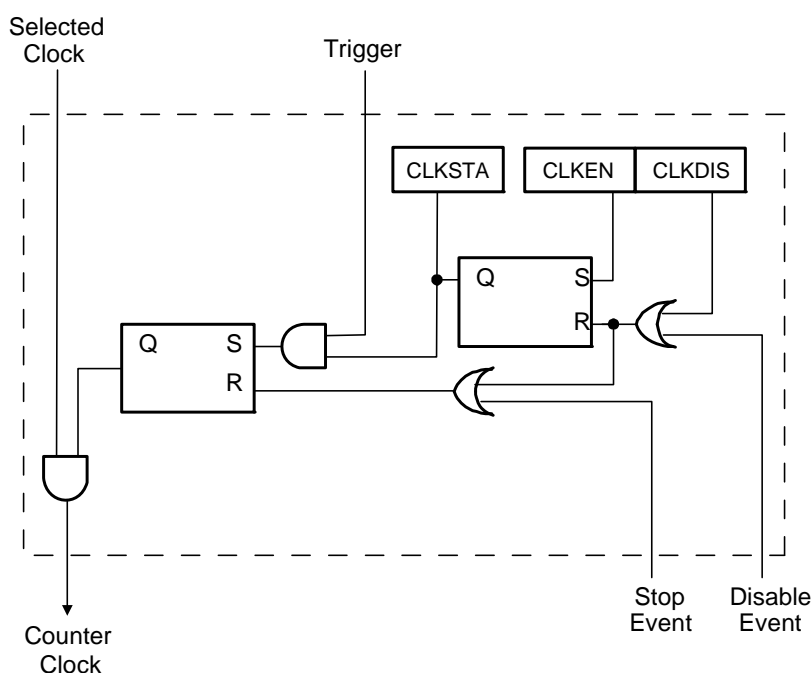 Selected
Clock
Trigger
CLKSTA
CLKEN
CLKDIS
Q
S
R
Q
S
R
Stop
Event
Disable
Event
Counter
Clock